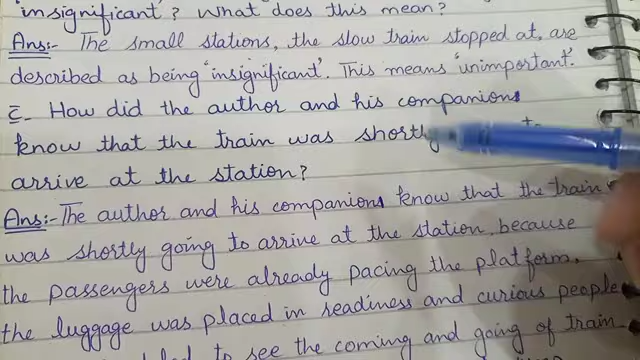 'insignificant'? What does this mean?
Ans:- The small stations, the slow train stopped at, are
described as being 'insignificant'. This means 'unimportant'.
c- How did the author and his companions
know that the train was shortly
arrive at the station?
Ans:- The author and his companions know that the train
was shortly going to arrive at the station, because
the passengers were already pacing the platform.
the luggage was placed in readiness and curious people
to see the coming and going of train